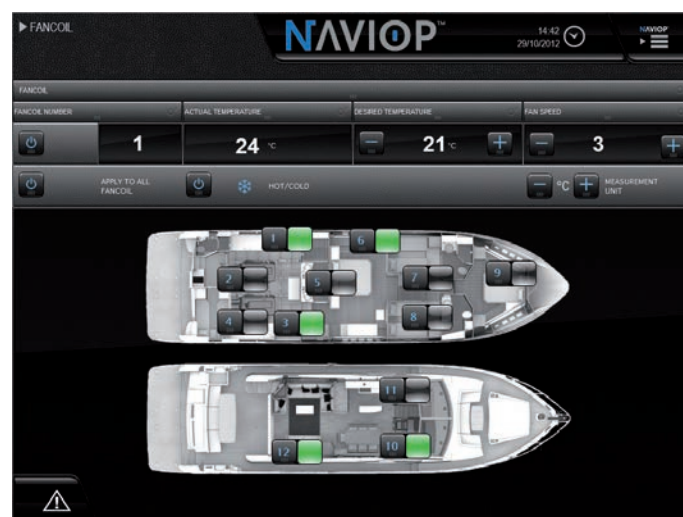 FANCOIL
NAVIOP™
14:42
29/10/2012
NAVIOP
FANCOIL
FANCOIL NUMBER
ACTUAL TEMPERATURE
DESIRED TEMPERATURE
FAN SPEED
1
24 °C
21 °C
3
APPLY TO ALL
FANCOIL
HOT/COLD
°C
MEASUREMENT
UNIT
1
6
2
5
7
9
4
3
8
11
12
10